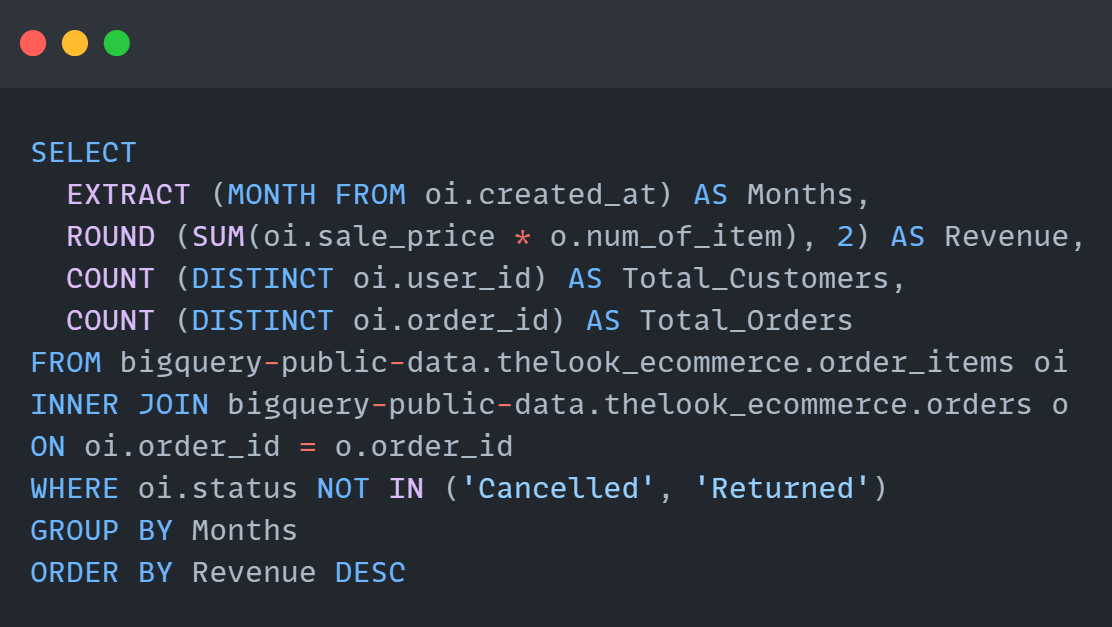 SELECT
  EXTRACT (MONTH FROM oi.created_at) AS Months,
  ROUND (SUM(oi.sale_price * o.num_of_item), 2) AS Revenue,
  COUNT (DISTINCT oi.user_id) AS Total_Customers,
  COUNT (DISTINCT oi.order_id) AS Total_Orders
FROM bigquery-public-data.thelook_ecommerce.order_items oi
INNER JOIN bigquery-public-data.thelook_ecommerce.orders o
ON oi.order_id = o.order_id
WHERE oi.status NOT IN ('Cancelled', 'Returned')
GROUP BY Months
ORDER BY Revenue DESC